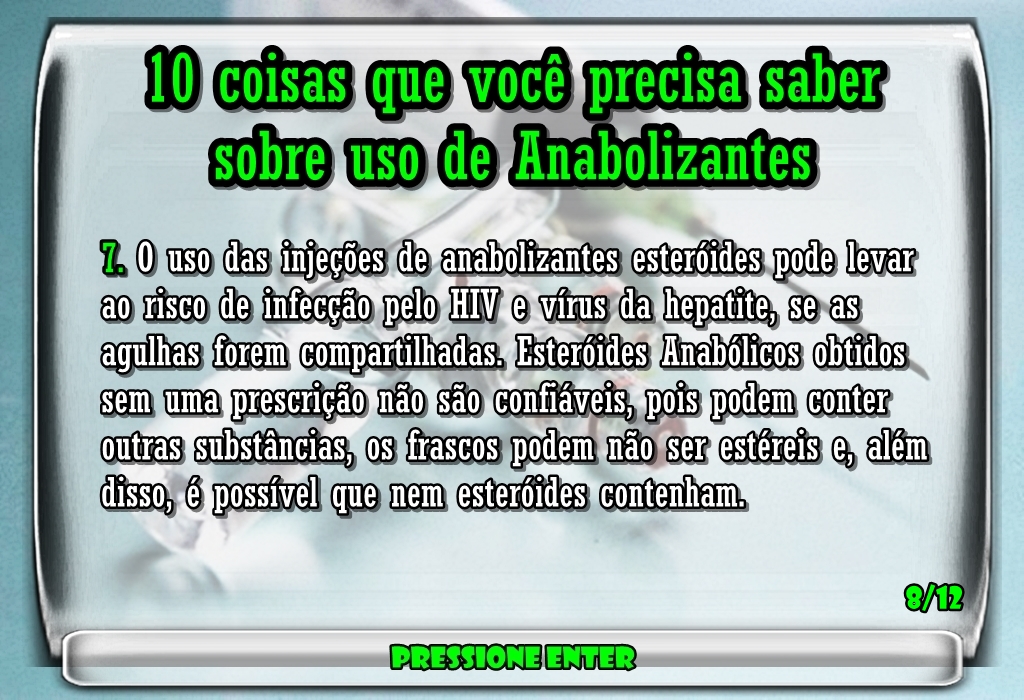 10 coisas que você precisa saber
sobre uso de Anabolizantes
7. O uso das injeções de anabolizantes esteróides pode levar
ao risco de infecção pelo HIV e vírus da hepatite, se as
agulhas forem compartilhadas. Esteróides Anabólicos obtidos
sem uma prescrição não são confiáveis, pois podem conter
outras substâncias, os frascos podem não ser estéreis e, além
disso, é possível que nem esteróides contenham.
8/12
PRESSIONE ENTER